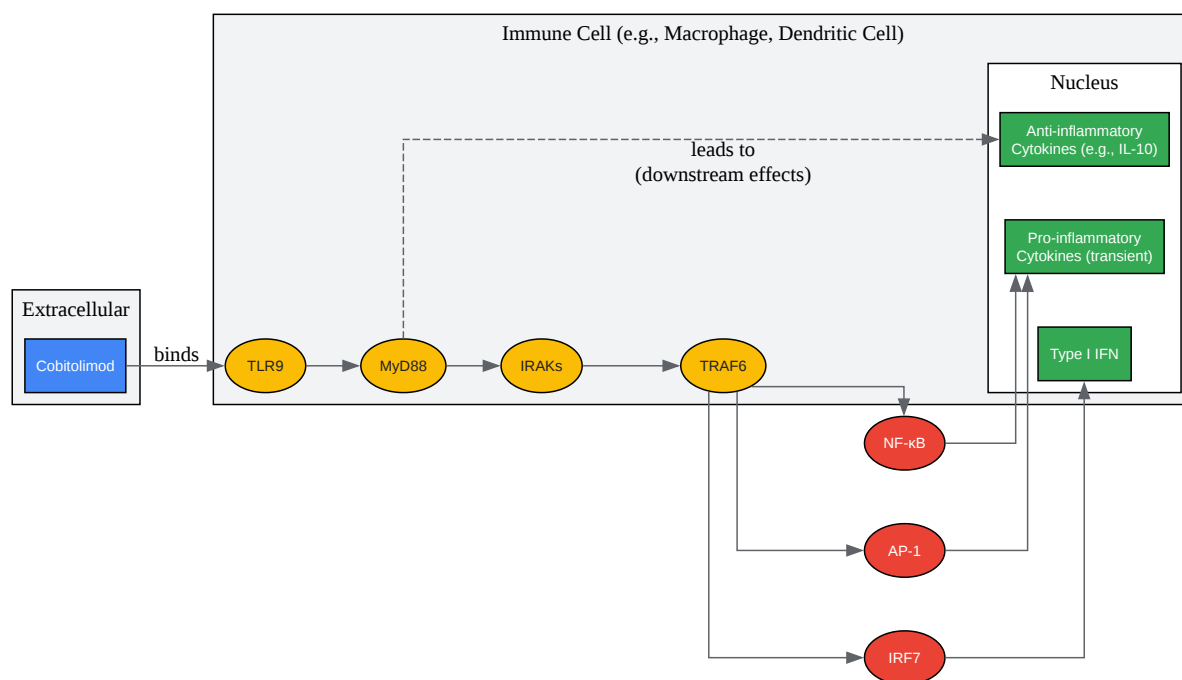 Immune Cell (e.g., Macrophage, Dendritic Cell)
Nucleus
Anti-inflammatory
Cytokines (e.g., IL-10)
leads to
(downstream effects)
Pro-inflammatory
Cytokines (transient)
Extracellular
Cobitolimod
binds
TLR9
MyD88
IRAKs
TRAF6
Type I IFN
NF-κB
AP-1
IRF7